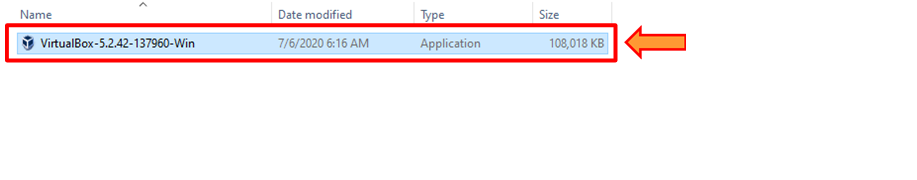 Name Date modified Type Size
VirtualBox-5.2.42-137960-Win 7/6/2020 6:16 AM Application 108,018 KB